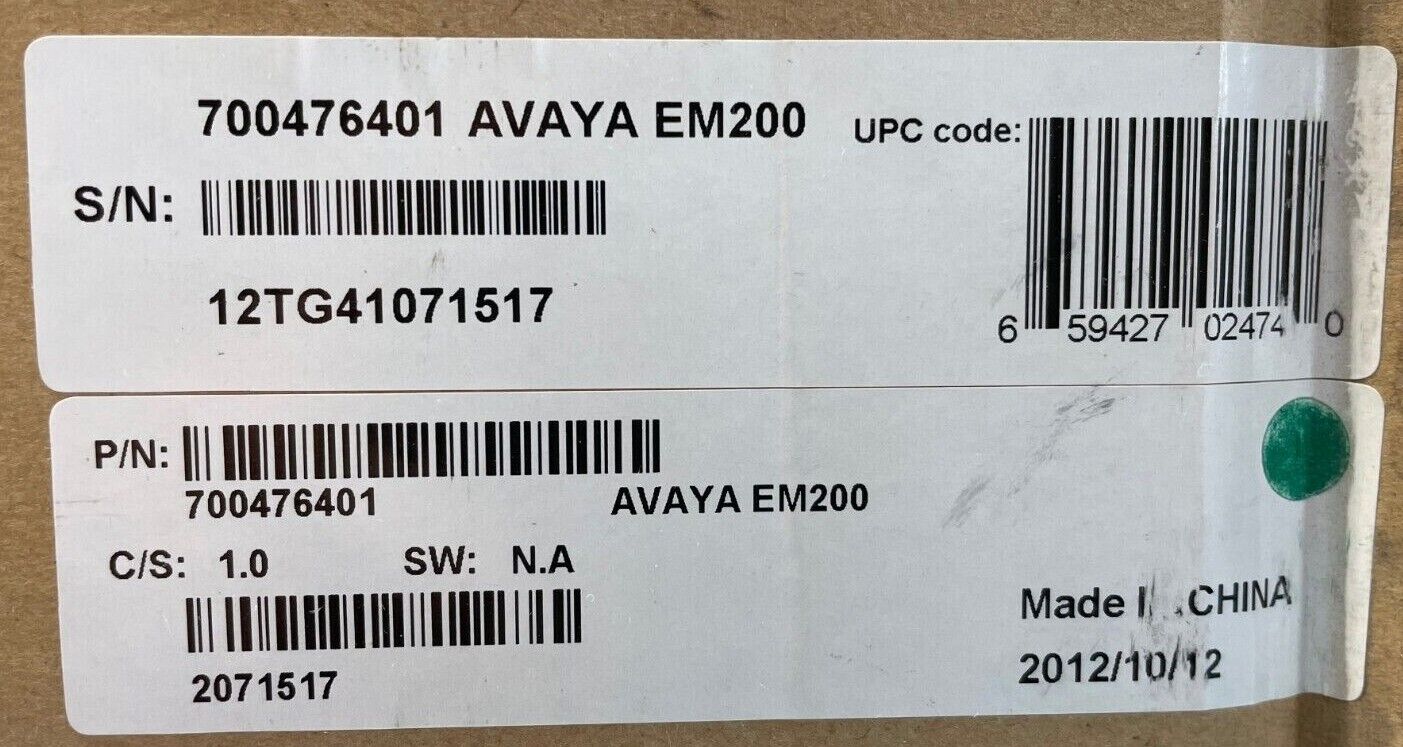 700476401 AVAYA EM200
UPC code:
S/N:
12TG41071517
6 59427 02474 0
P/N:
700476401 AVAYA EM200
C/S: 1.0 SW: N.A
2071517
Made CHINA
2012/10/12